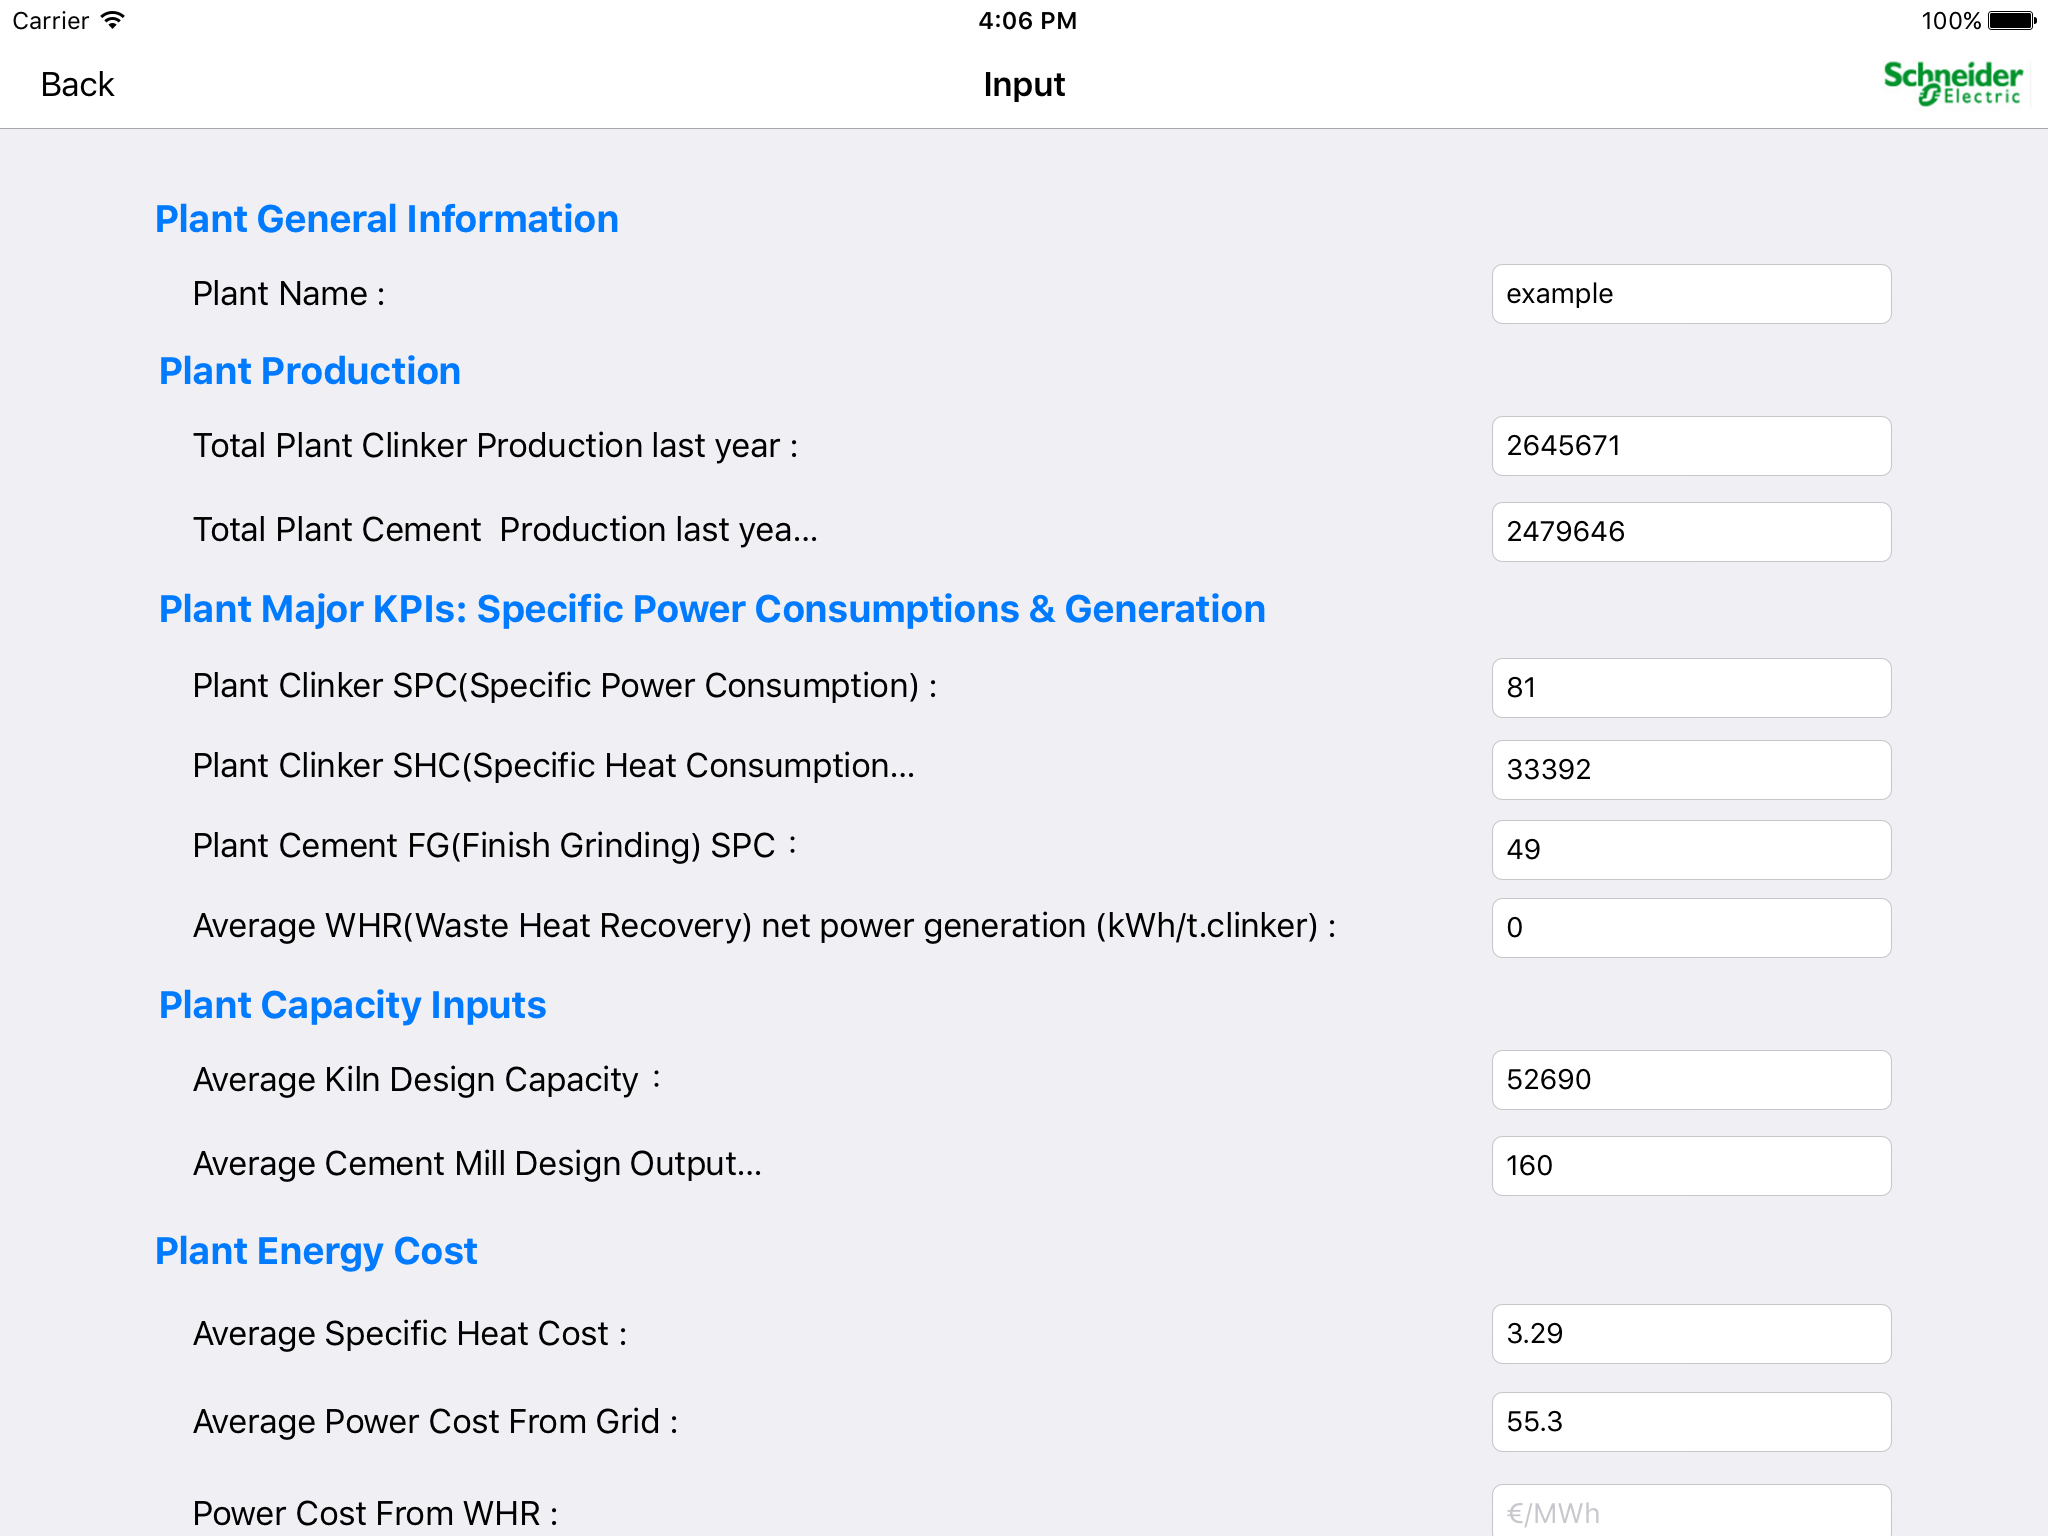 Carrier 4:06 PM 100%
Back Input Schneider Electric
Plant General Information
Plant Name : example
Plant Production
Total Plant Clinker Production last year : 2645671
Total Plant Cement  Production last yea... 2479646
Plant Major KPIs: Specific Power Consumptions & Generation
Plant Clinker SPC(Specific Power Consumption) : 81
Plant Clinker SHC(Specific Heat Consumption... 33392
Plant Cement FG(Finish Grinding) SPC： 49
Average WHR(Waste Heat Recovery) net power generation (kWh/t.clinker) : 0
Plant Capacity Inputs
Average Kiln Design Capacity： 52690
Average Cement Mill Design Output... 160
Plant Energy Cost
Average Specific Heat Cost : 3.29
Average Power Cost From Grid : 55.3
Power Cost From WHR : €/MWh